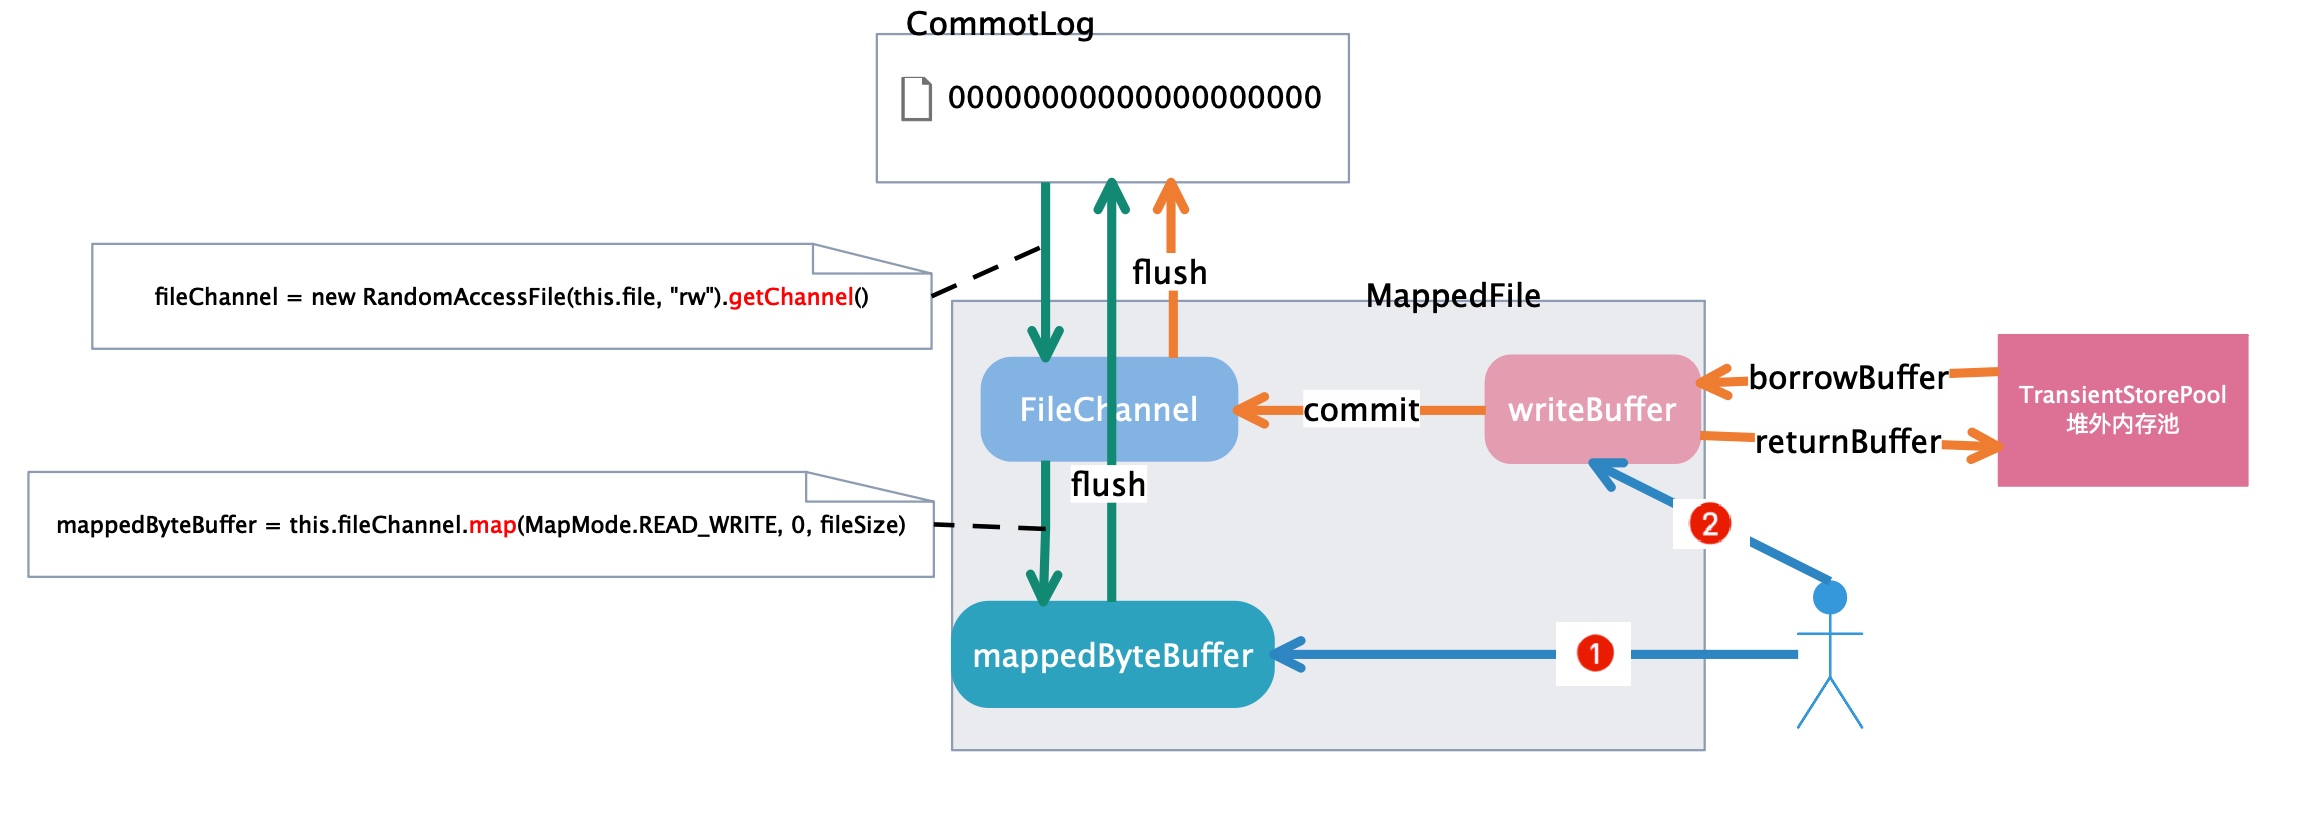 CommotLog
00000000000000000000
flush
fileChannel = new RandomAccessFile(this.file, "rw").getChannel()
MappedFile
FileChannel
commit
writeBuffer
borrowBuffer
returnBuffer
TransientStorePool
堆外内存池
flush
mappedByteBuffer = this.fileChannel.map(MapMode.READ_WRITE, 0, fileSize)
2
mappedByteBuffer
1